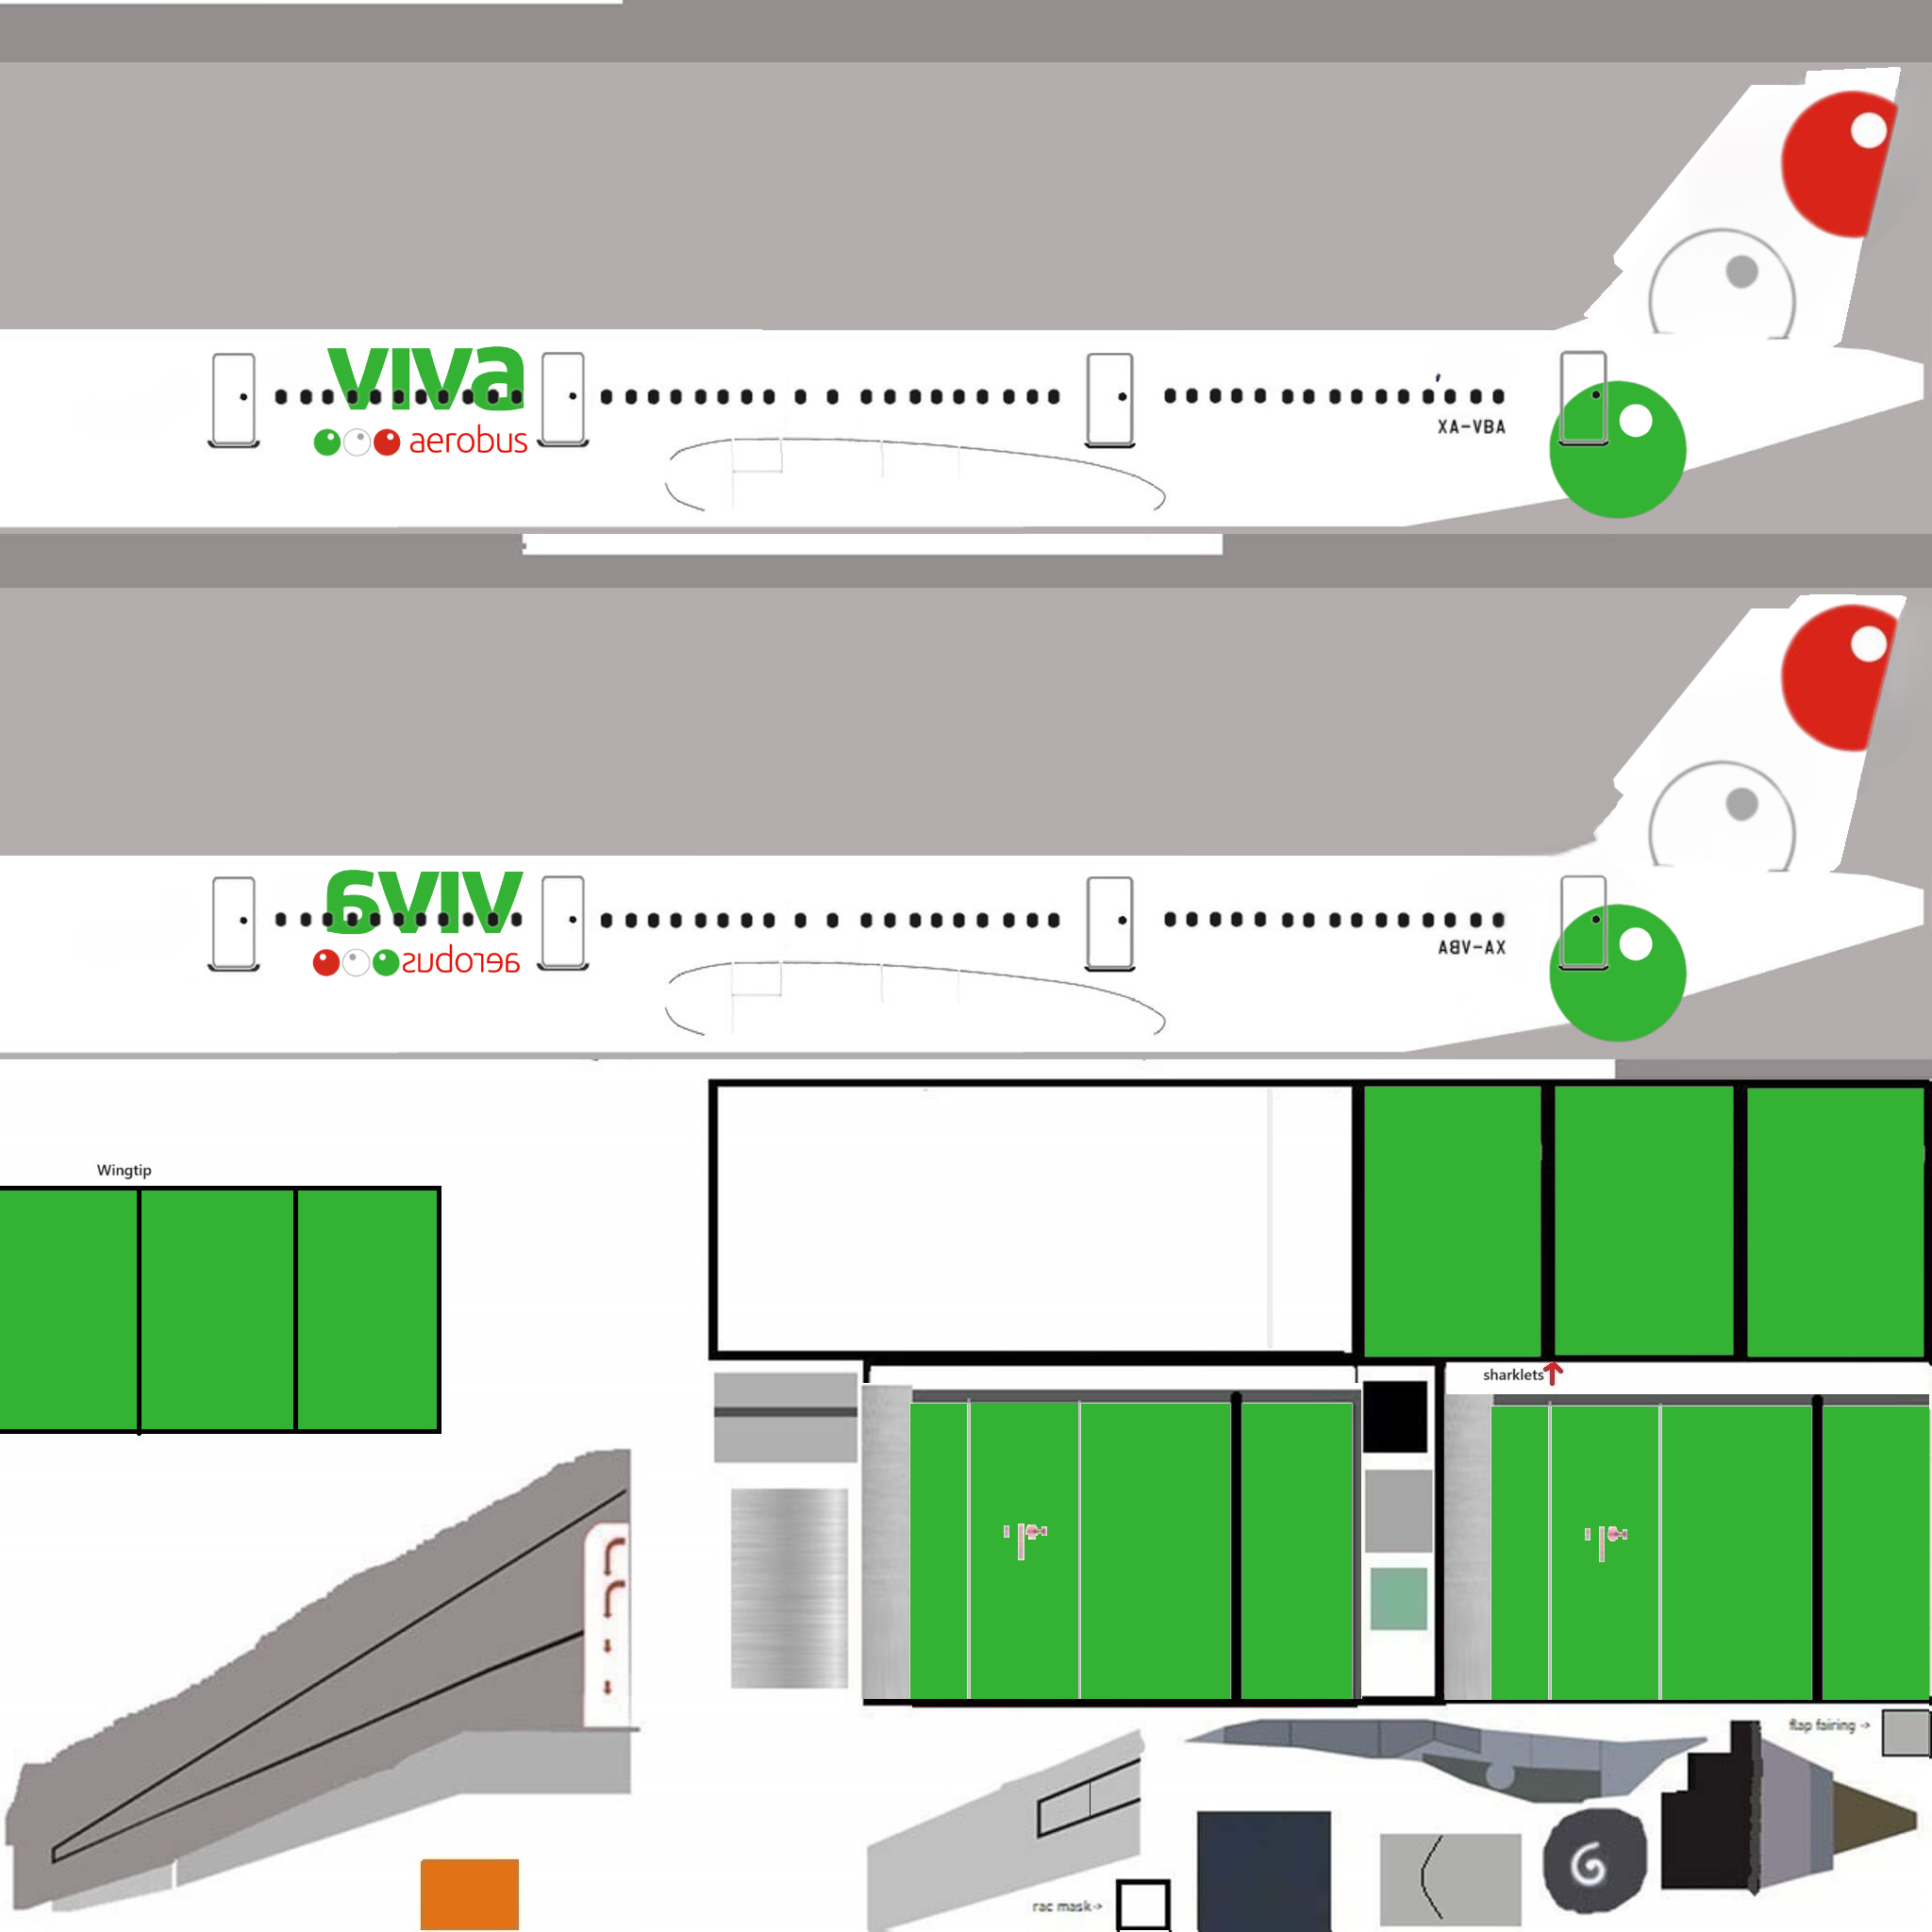 viva
aerobus
XA-VBA
viva
aerobus
XA-VBA
Wingtip
sharklets
flap fairing ->
rac mask->